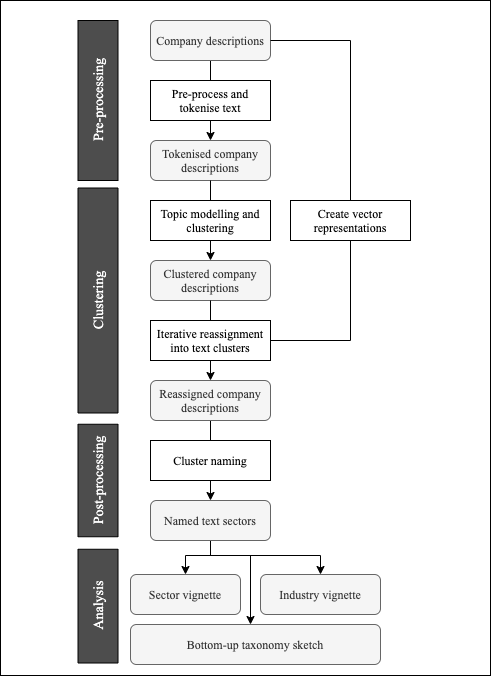 Pre-processing
Company descriptions
Pre-process and
tokenise text
Tokenised company
descriptions
Clustering
Topic modelling and
clustering
Create vector
representations
Clustered company
descriptions
Iterative reassignment
into text clusters
Reassigned company
descriptions
Post-processing
Cluster naming
Named text sectors
Analysis
Sector vignette
Industry vignette
Bottom-up taxonomy sketch